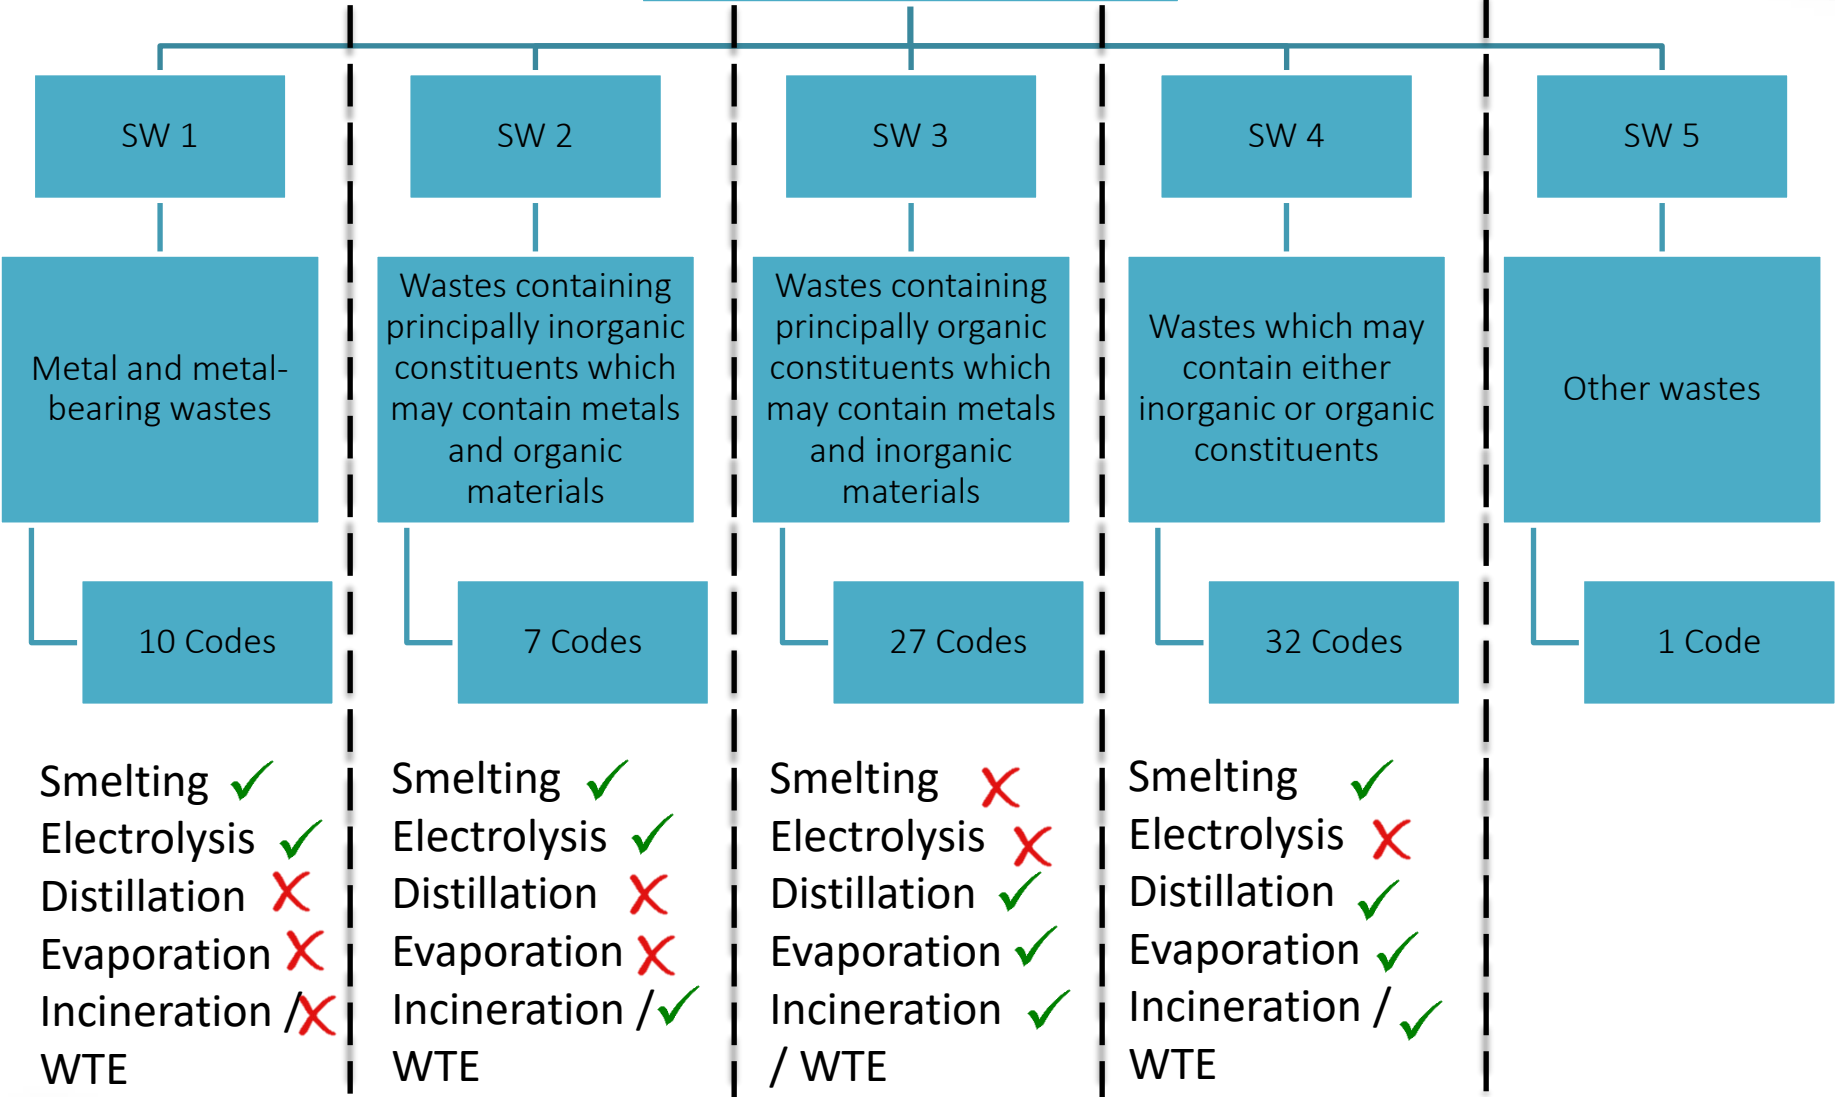 SW 1
SW 2
SW 3
SW 4
SW 5
Metal and metal-
bearing wastes
Wastes containing
principally inorganic
constituents which
may contain metals
and organic
materials
Wastes containing
principally organic
constituents which
may contain metals
and inorganic
materials
Wastes which may
contain either
inorganic or organic
constituents
Other wastes
10 Codes
7 Codes
27 Codes
32 Codes
1 Code
Smelting ✓
Electrolysis ✓
Distillation ✗
Evaporation ✗
Incineration / ✗
WTE
Smelting ✓
Electrolysis ✓
Distillation ✗
Evaporation ✗
Incineration / ✓
WTE
Smelting ✗
Electrolysis ✗
Distillation ✓
Evaporation ✓
Incineration ✓
/ WTE
Smelting ✓
Electrolysis ✗
Distillation ✓
Evaporation ✓
Incineration / ✓
WTE